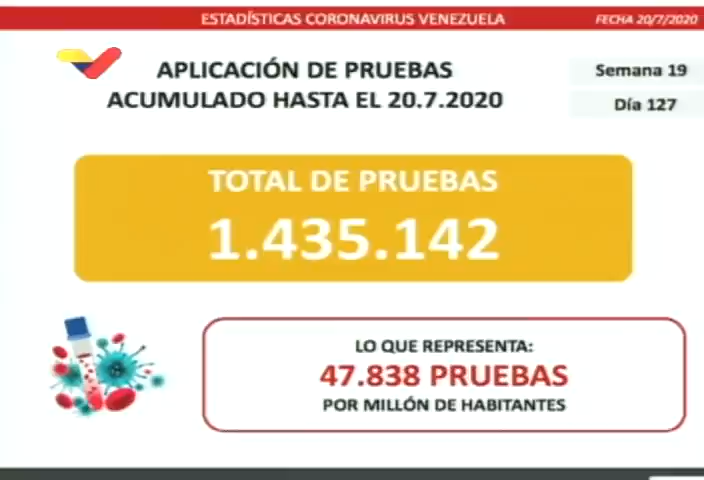 ESTADÍSTICAS CORONAVIRUS VENEZUELA
FECHA 20/7/2020
APLICACIÓN DE PRUEBAS
ACUMULADO HASTA EL 20.7.2020
Semana 19
Día 127
TOTAL DE PRUEBAS
1.435.142
LO QUE REPRESENTA:
47.838 PRUEBAS
POR MILLÓN DE HABITANTES